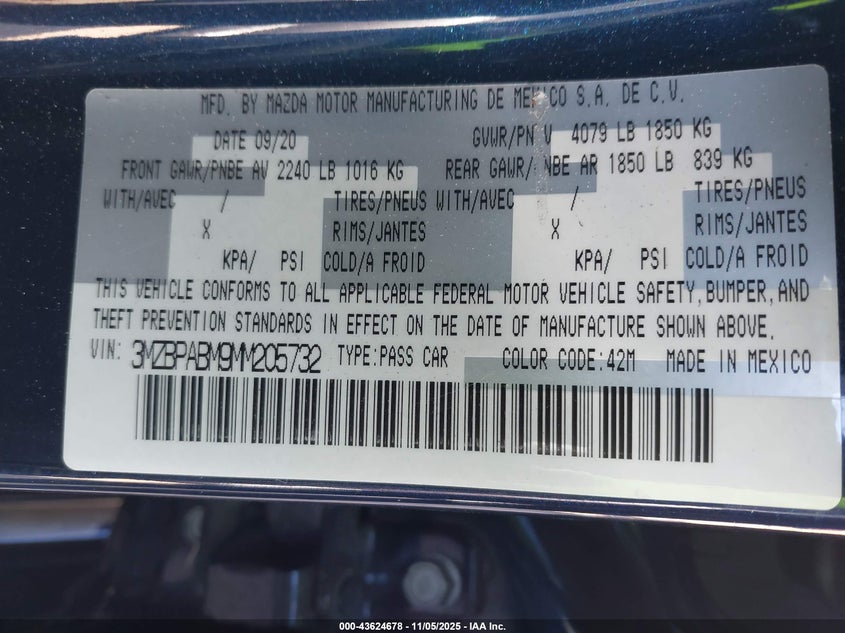 MFD. BY MAZDA MOTOR MANUFACTURING DE MEXICO S.A. DE C.V.
DATE 09/20 GVWR/PN V 4079 LB 1850 KG
FRONT GAWR/PNBE AV 2240 LB 1016 KG REAR GAWR/ NBE AR 1850 LB 839 KG
WITH/AVEC / TIRES/PNEUS WITH/AVEC / TIRES/PNEUS
X RIMS/JANTES X RIMS/JANTES
KPA/ PSI COLD/A FROID KPA/ PSI COLD/A FROID
THIS VEHICLE CONFORMS TO ALL APPLICABLE FEDERAL MOTOR VEHICLE SAFETY, BUMPER, AND
THEFT PREVENTION STANDARDS IN EFFECT ON THE DATE OF MANUFACTURE SHOWN ABOVE.
VIN: 3MZBPABM9MM205732 TYPE:PASS CAR COLOR CODE:42M MADE IN MEXICO
000-43624678 - 11/05/2025 - IAA Inc.